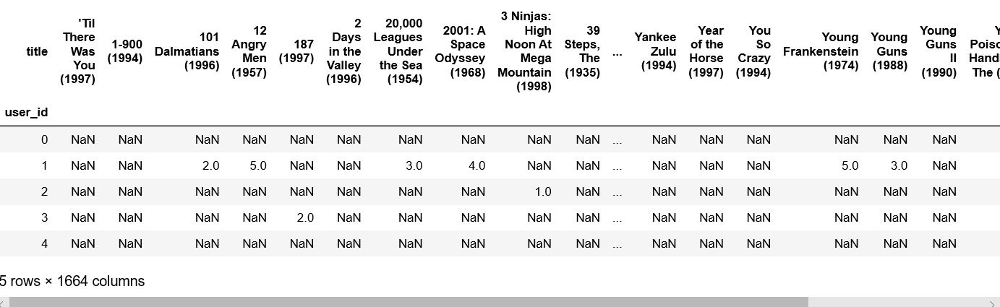 title
'Til
There
Was
You
(1997)
1-900
(1994)
101
Dalmatians
(1996)
12
Angry
Men
(1957)
187
(1997)
2
Days
in the
Valley
(1996)
20,000
Leagues
Under
the Sea
(1954)
2001: A
Space
Odyssey
(1968)
3 Ninjas:
High
Noon At
Mega
Mountain
(1998)
39
Steps,
The
(1935)
...
Yankee
Zulu
(1994)
Year
of the
Horse
(1997)
You
So
Crazy
(1994)
Young
Frankenstein
(1974)
Young
Guns
(1988)
Young
Guns
II
(1990)
The (
user_id
0 NaN NaN NaN NaN NaN NaN NaN NaN NaN NaN ... NaN NaN NaN NaN NaN NaN
1 NaN NaN 2.0 5.0 NaN NaN 3.0 4.0 NaN NaN ... NaN NaN NaN 5.0 3.0 NaN
2 NaN NaN NaN NaN NaN NaN NaN NaN 1.0 NaN ... NaN NaN NaN NaN NaN NaN
3 NaN NaN NaN NaN 2.0 NaN NaN NaN NaN NaN ... NaN NaN NaN NaN NaN NaN
4 NaN NaN NaN NaN NaN NaN NaN NaN NaN NaN ... NaN NaN NaN NaN NaN NaN
5 rows × 1664 columns